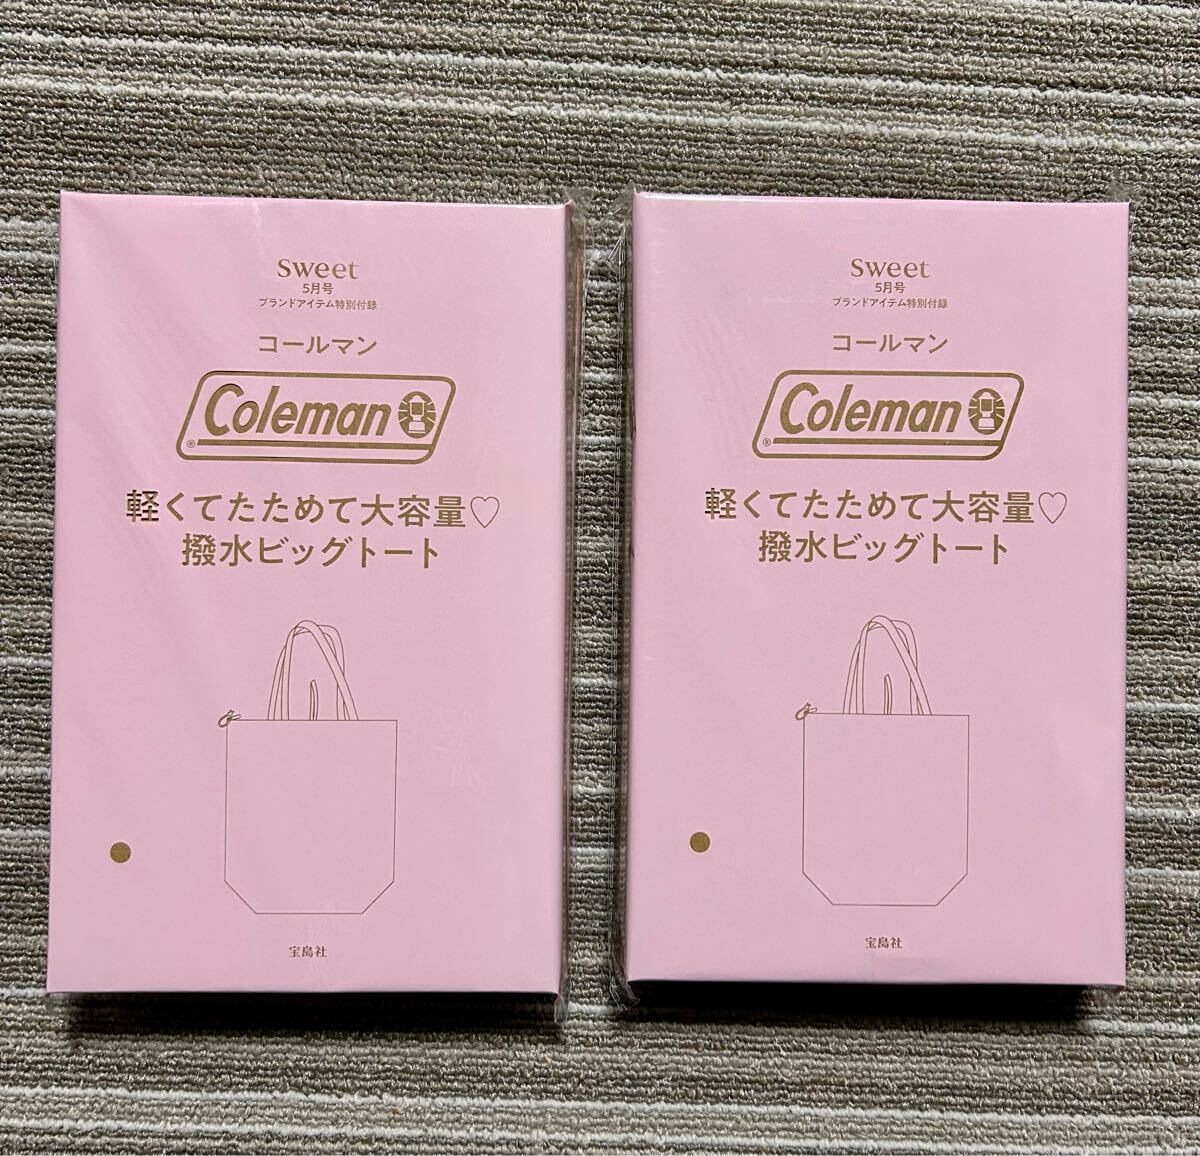 sweet
5月号
ブランドアイテム特別付録
コールマン
Coleman
®
軽くてたためて大容量♡
撥水ビッグトート
宝島社
sweet
5月号
ブランドアイテム特別付録
コールマン
Coleman
®
軽くてたためて大容量♡
撥水ビッグトート
宝島社